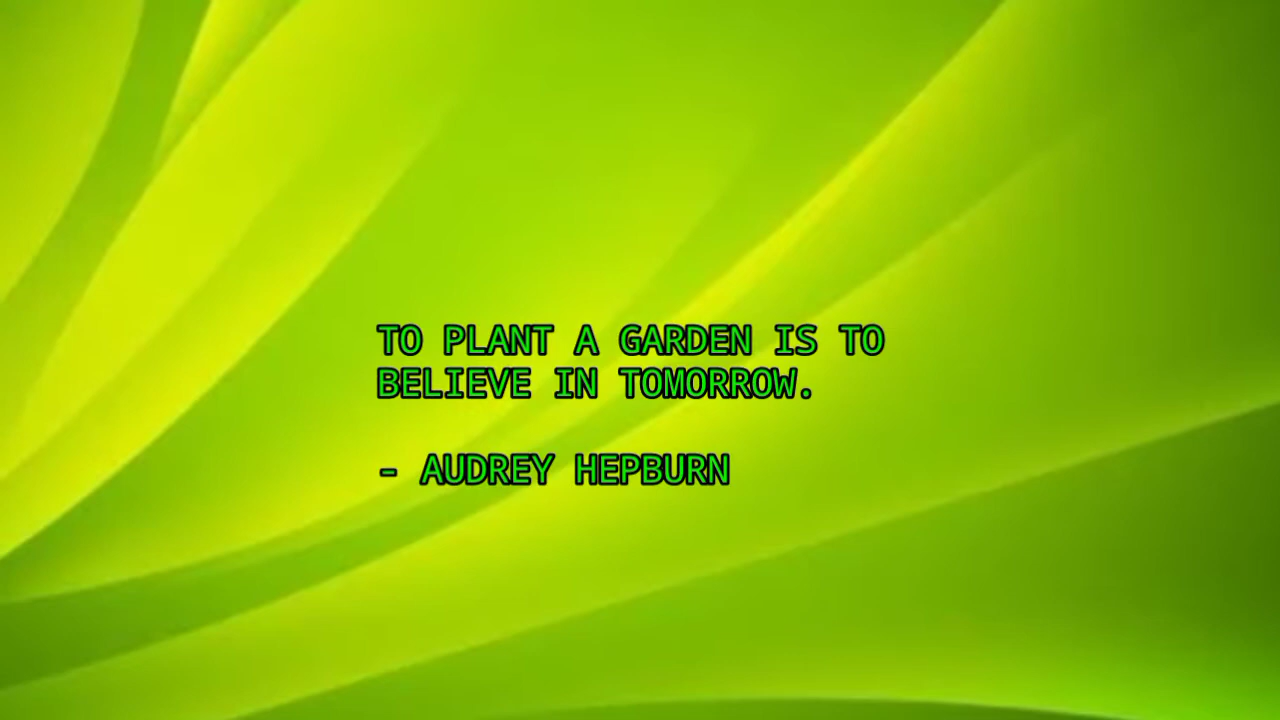 TO PLANT A GARDEN IS TO
BELIEVE IN TOMORROW.
- AUDREY HEPBURN